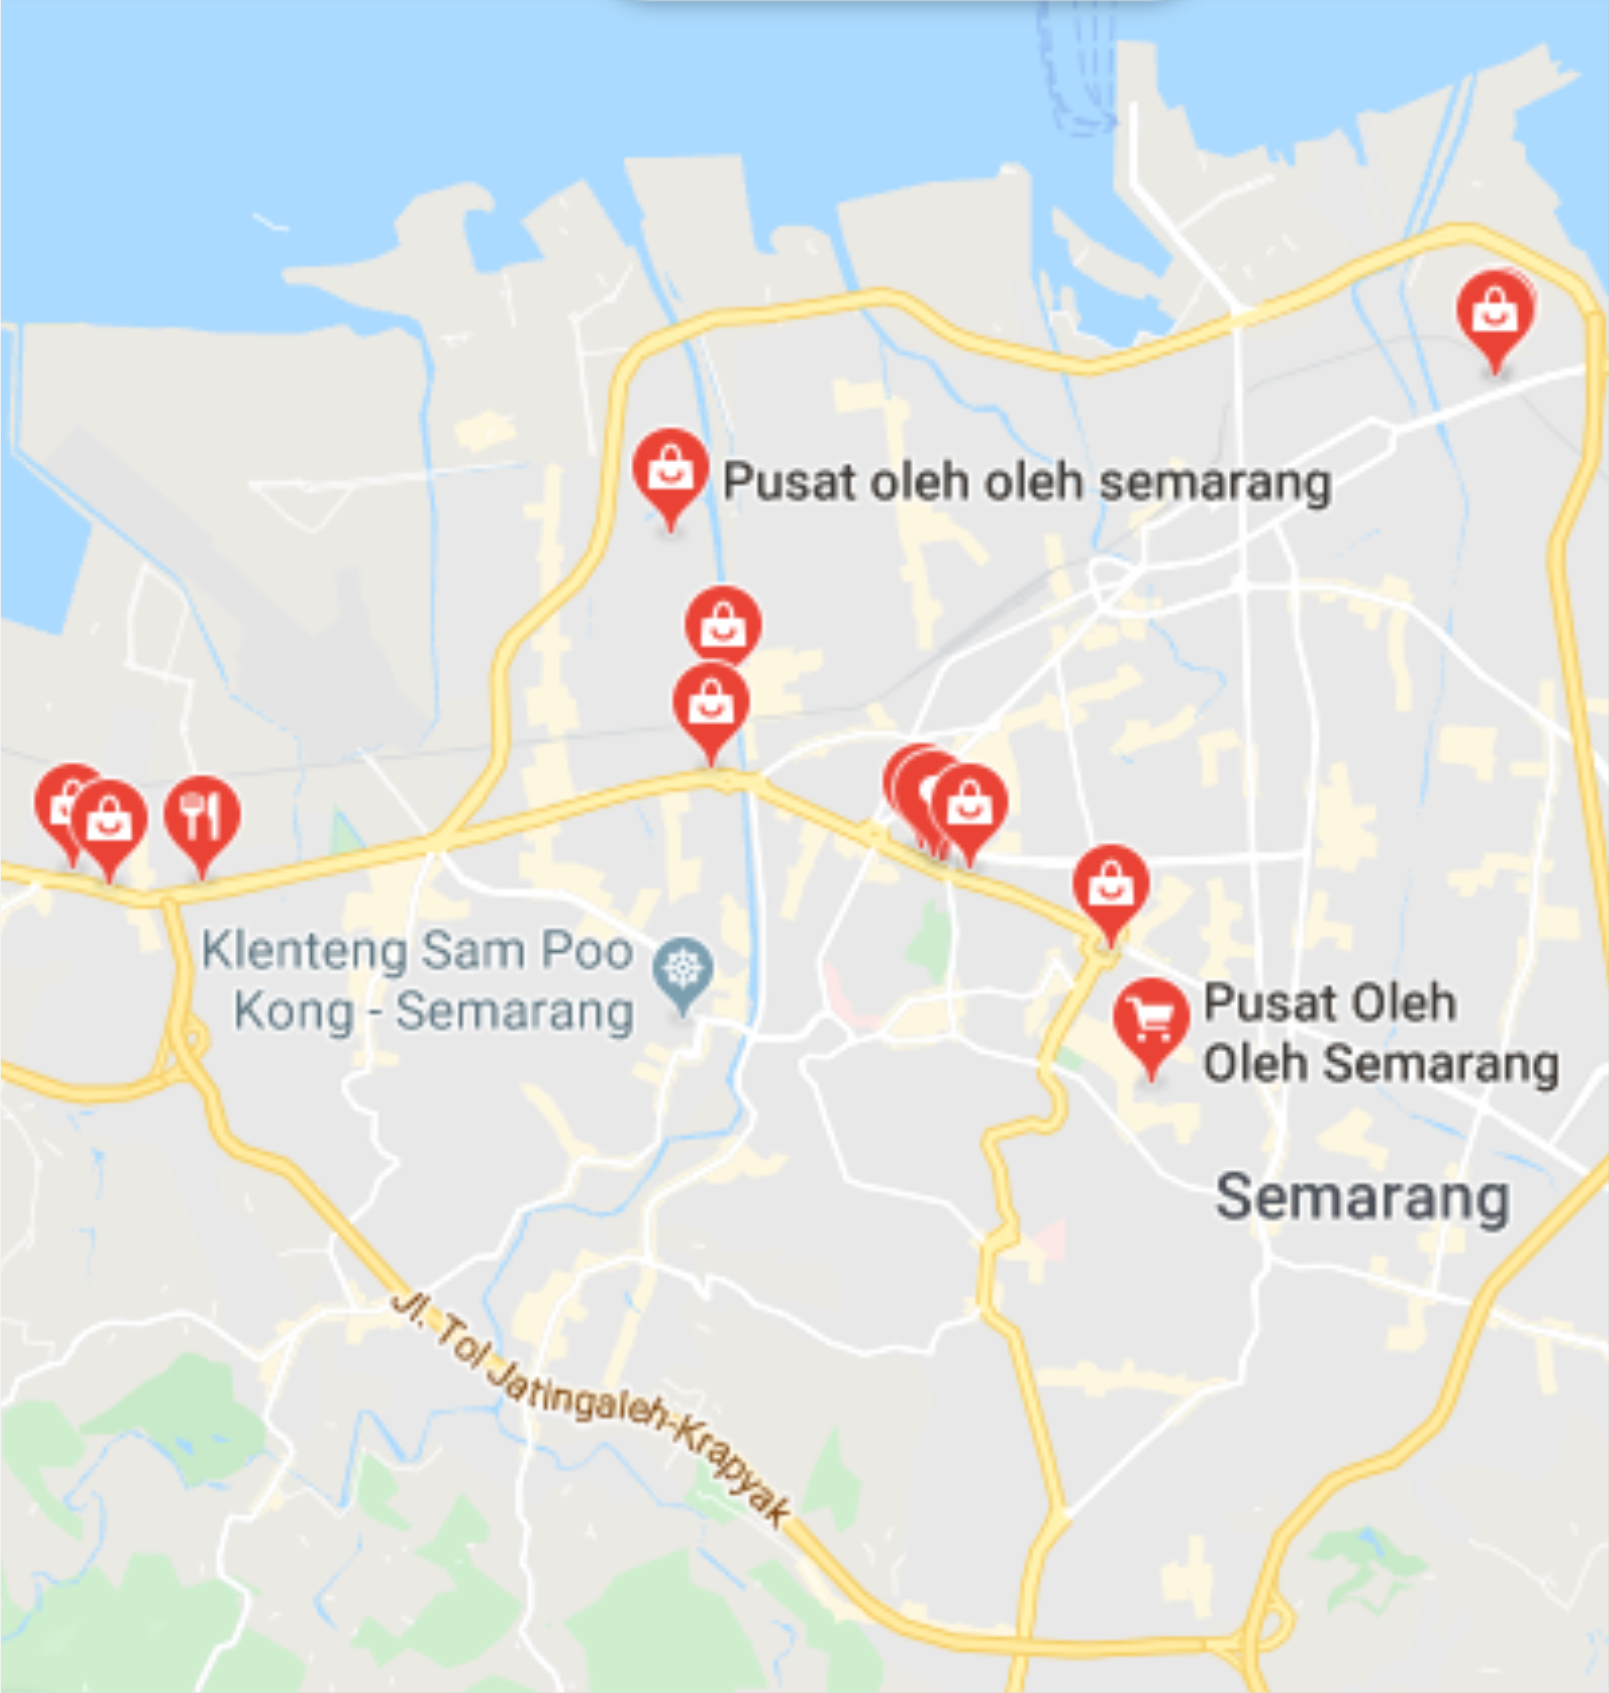 Pusat oleh oleh semarang
Klenteng Sam Poo
Kong - Semarang
Pusat Oleh
Oleh Semarang
Semarang
Jl. Tol Jatingaleh-Krapyak